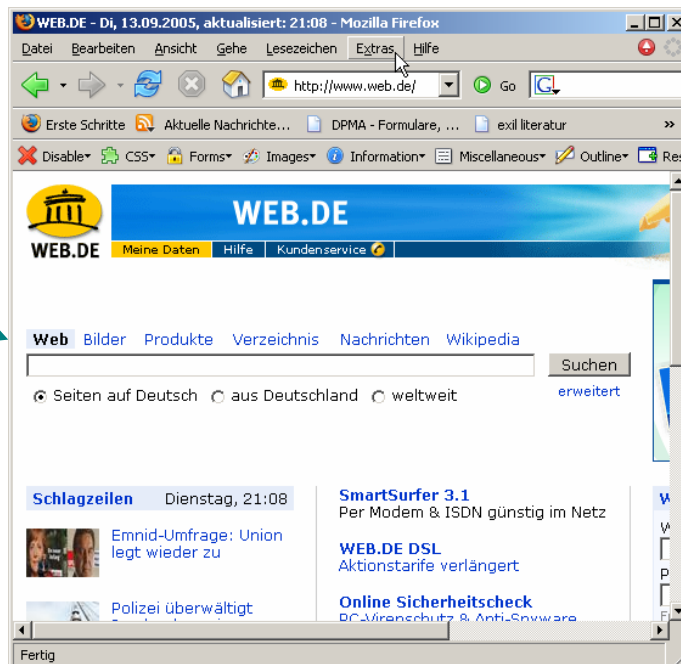 WEB.DE - Di, 13.09.2005, aktualisiert: 21:08 - Mozilla Firefox
Datei Bearbeiten Ansicht Gehe Lesezeichen Extras Hilfe
http://www.web.de/ Go G
Erste Schritte Aktuelle Nachrichte... DPMA - Formulare, ... exil literatur »
Disable CSS Forms Images Information Miscellaneous Outline
WEB.DE
WEB.DE Meine Daten Hilfe Kundenservice
Web Bilder Produkte Verzeichnis Nachrichten Wikipedia
Suchen
Seiten auf Deutsch aus Deutschland weltweit erweitert
Schlagzeilen Dienstag, 21:08
Emnid-Umfrage: Union
legt wieder zu
Polizei überwältigt
SmartSurfer 3.1
Per Modem & ISDN günstig im Netz
WEB.DE DSL
Aktionstarife verlängert
Online Sicherheitscheck
PC-Virenschutz & Anti-Spyware
Fertig